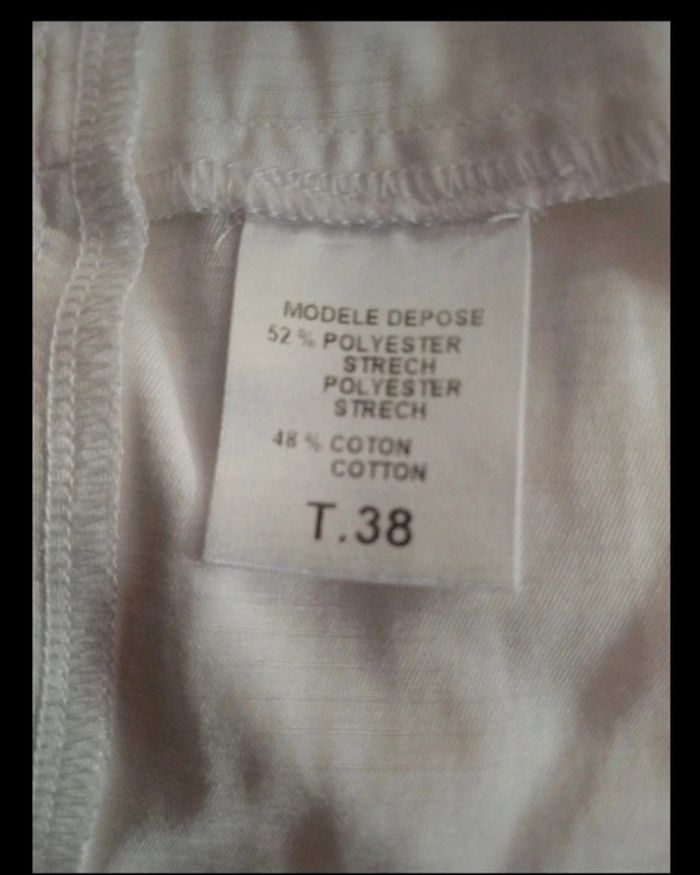 MODELE DEPOSE
52 % POLYESTER
STRECH
POLYESTER
STRECH
48 % COTON
COTTON
T.38